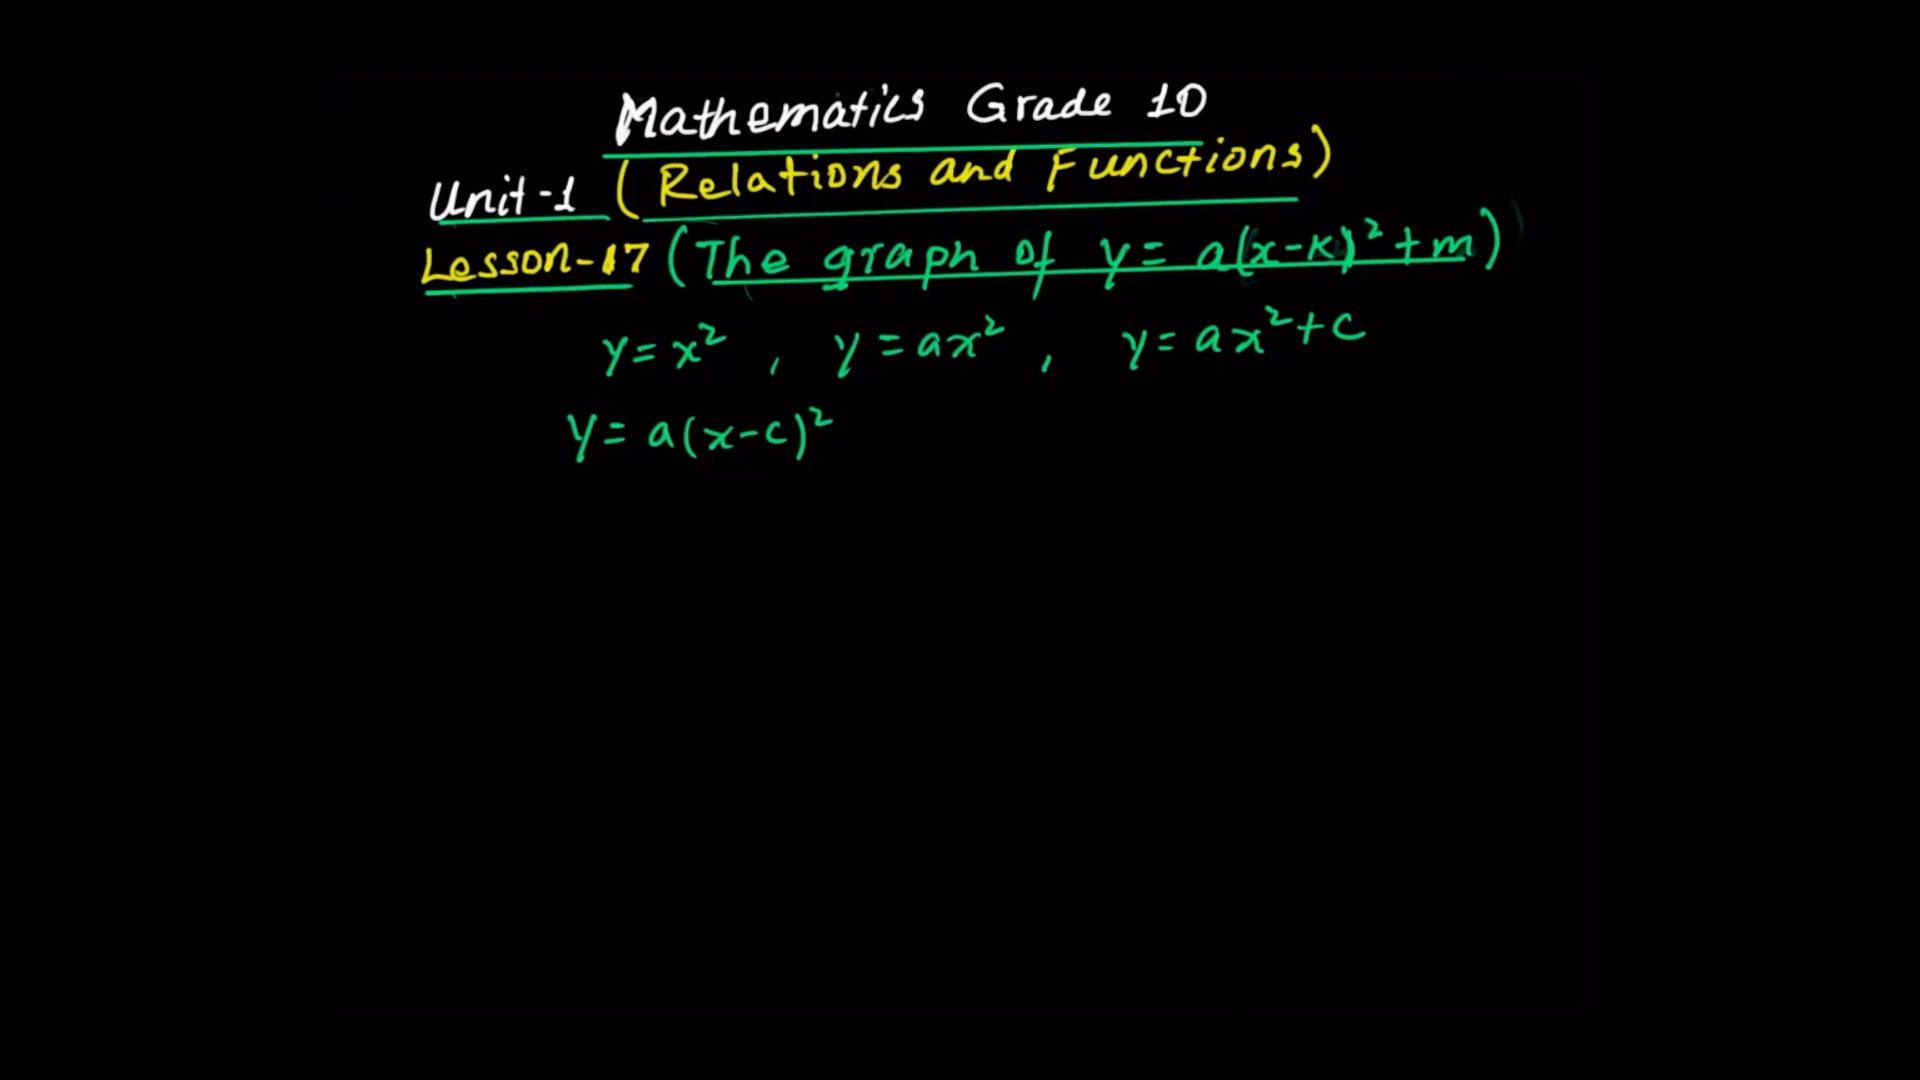 Mathematics Grade 10
Unit-1 (Relations and Functions)
Lesson-17 (The graph of y = a(x-k)²+m)
y = x² , y = ax² , y = ax²+c
y = a(x-c)²